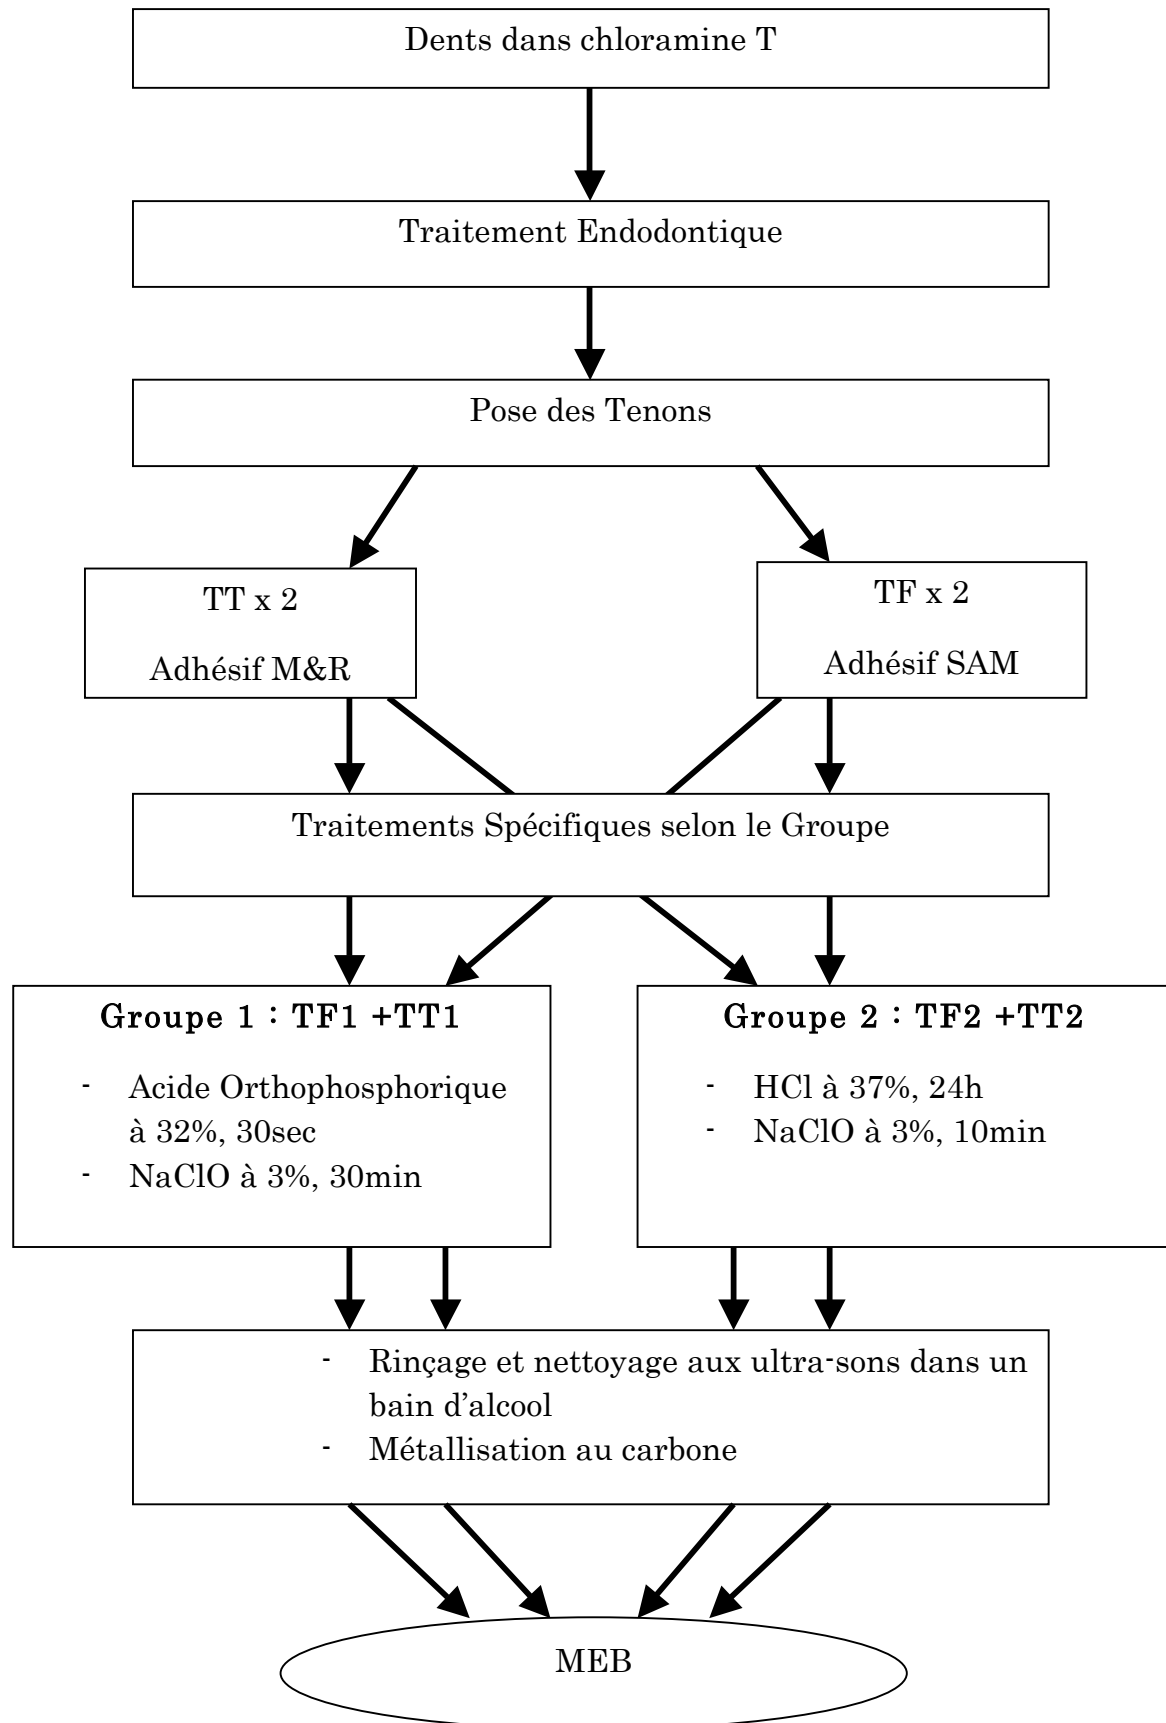 Dents dans chloramine T
Traitement Endodontique
Pose des Tenons
TT x 2
Adhésif M&R
TF x 2
Adhésif SAM
Traitements Spécifiques selon le Groupe
Groupe 1 : TF1 +TT1
- Acide Orthophosphorique
à 32%, 30sec
- NaClO à 3%, 30min
Groupe 2 : TF2 +TT2
- HCl à 37%, 24h
- NaClO à 3%, 10min
- Rinçage et nettoyage aux ultra-sons dans un
bain d’alcool
- Métallisation au carbone
MEB